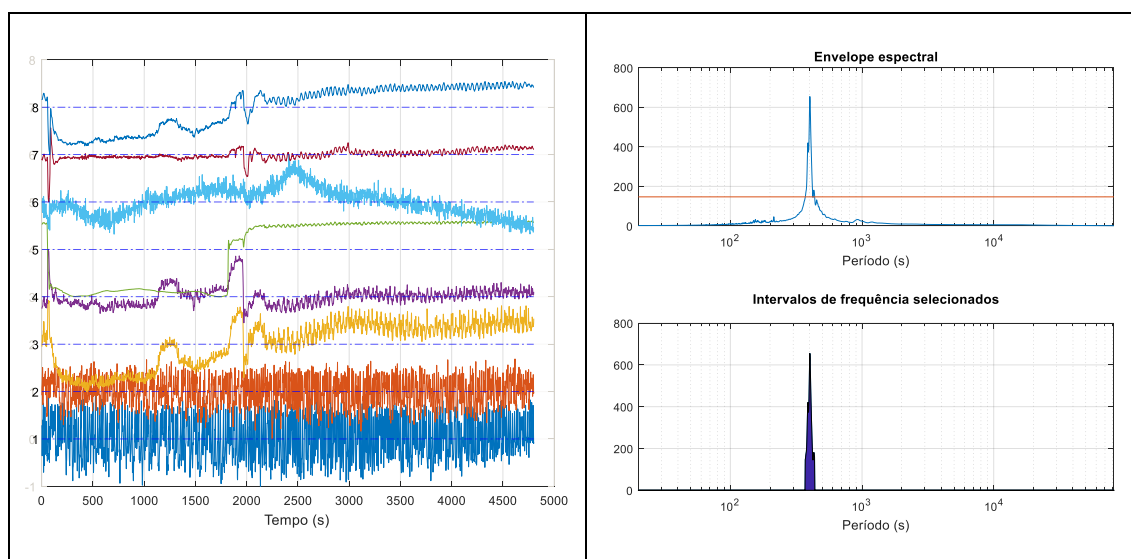 8
8
7
6
5
4
3
2
1
-1
0 500 1000 1500 2000 2500 3000 3500 4000 4500 5000
Tempo (s)
Envelope espectral
800
600
400
200
0
10² 10³ 10⁴
Período (s)
Intervalos de frequência selecionados
800
600
400
200
0
10² 10³ 10⁴
Período (s)